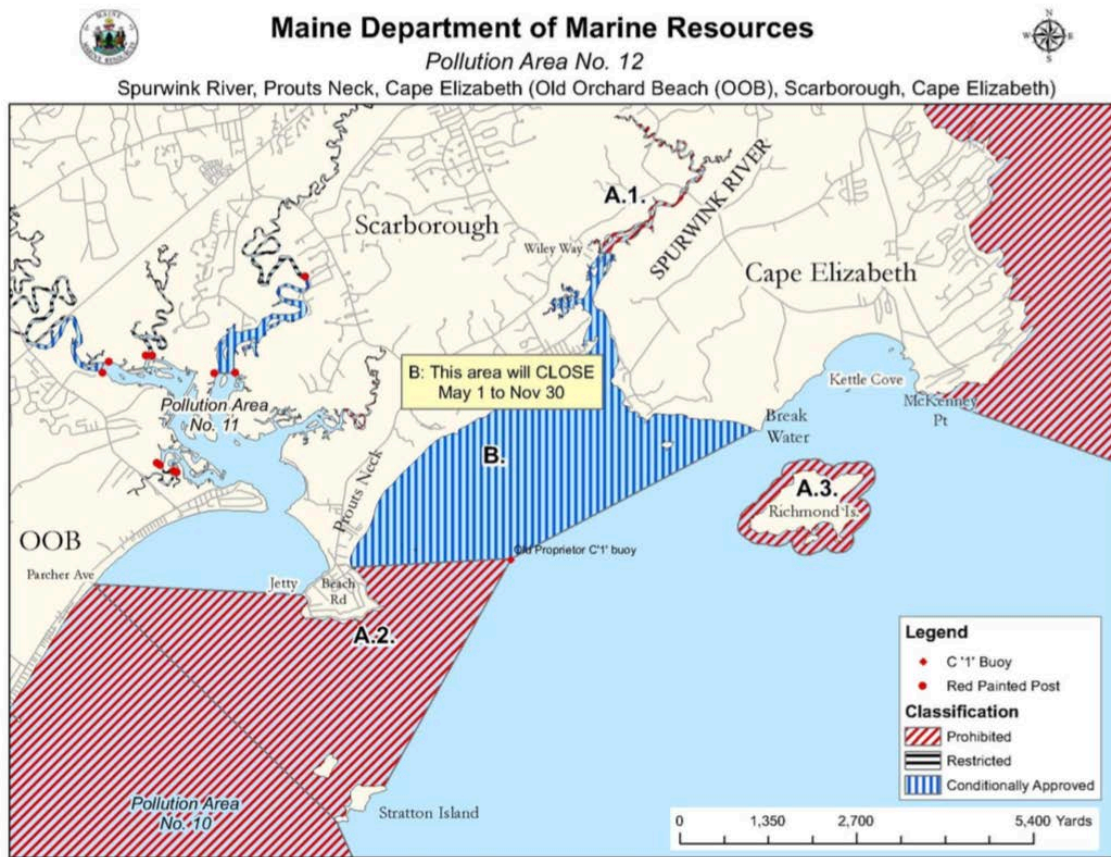 Maine Department of Marine Resources
Pollution Area No. 12
Spurwink River, Prouts Neck, Cape Elizabeth (Old Orchard Beach (OOB), Scarborough, Cape Elizabeth)
MAINE
MARINE RESOURCES
N
W E
S
A.1.
SPURWINK RIVER
Scarborough
Wiley Way
Cape Elizabeth
B: This area will CLOSE
May 1 to Nov 30
Kettle Cove
McKenney
Pt
Pollution Area
No. 11
Break
Water
B.
Prouts Neck
A.3.
Richmond Is.
OOB
Old Proprietor C'1' buoy
Parcher Ave
Jetty
Beach
Rd
A.2.
Legend
C '1' Buoy
Red Painted Post
Classification
Prohibited
Restricted
Conditionally Approved
Pollution Area
No. 10
Stratton Island
0 1,350 2,700 5,400 Yards